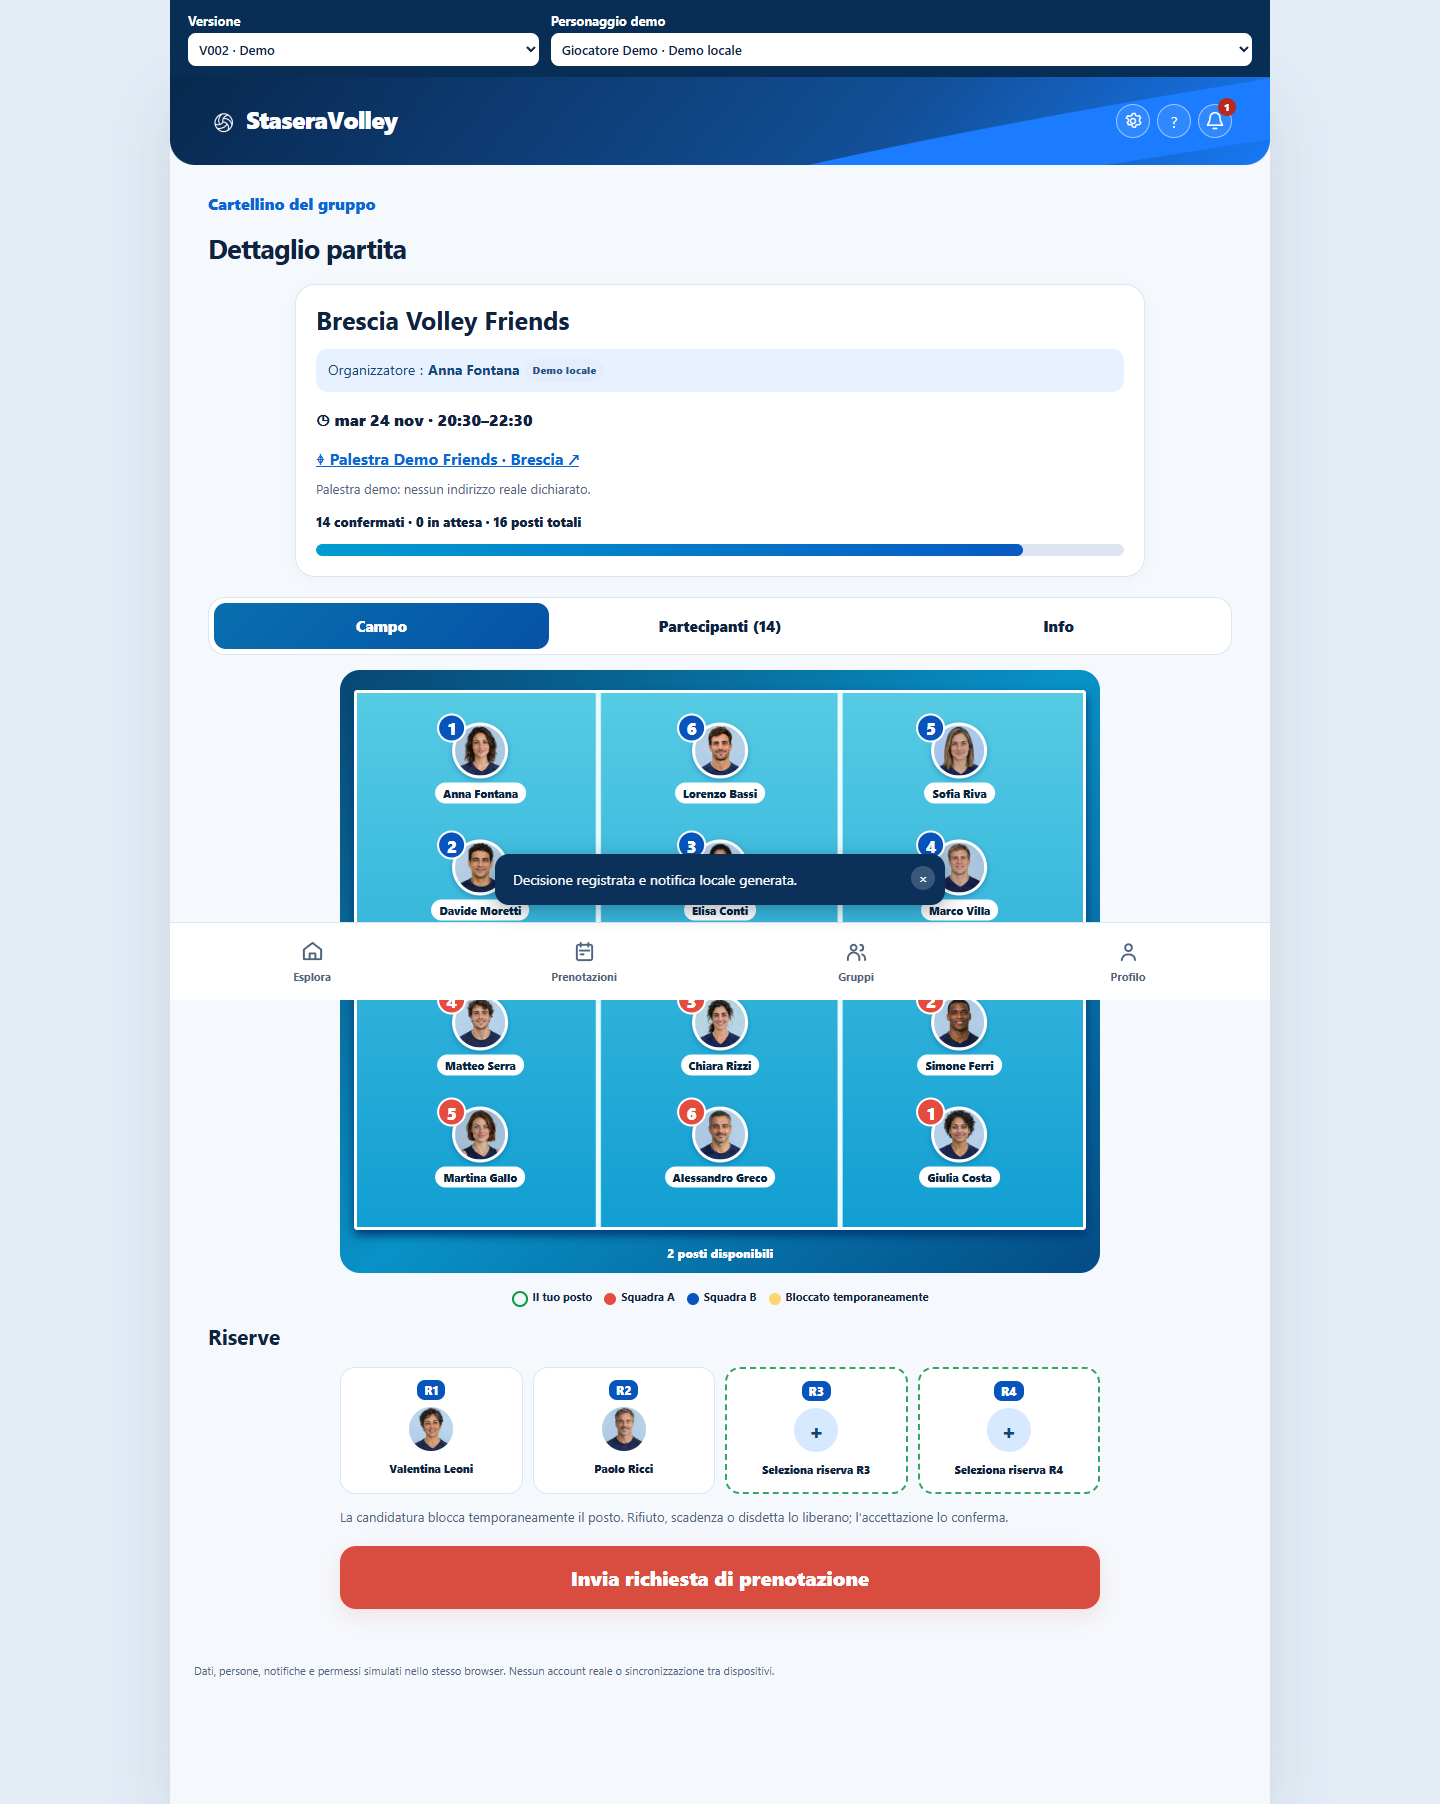 Versione
Personaggio demo
V002 · Demo
Giocatore Demo · Demo locale
StaseraVolley
?
1
Cartellino del gruppo
Dettaglio partita
Brescia Volley Friends
Organizzatore : Anna Fontana Demo locale
mar 24 nov · 20:30–22:30
Palestra Demo Friends · Brescia ↗
Palestra demo: nessun indirizzo reale dichiarato.
14 confermati · 0 in attesa · 16 posti totali
Campo
Partecipanti (14)
Info
1
6
5
Anna Fontana
Lorenzo Bassi
Sofia Riva
2
3
4
Decisione registrata e notifica locale generata.
×
Davide Moretti
Elisa Conti
Marco Villa
Esplora
Prenotazioni
Gruppi
Profilo
4
3
2
Matteo Serra
Chiara Rizzi
Simone Ferri
5
6
1
Martina Gallo
Alessandro Greco
Giulia Costa
2 posti disponibili
Il tuo posto
Squadra A
Squadra B
Bloccato temporaneamente
Riserve
R1
R2
R3
R4
+
+
Valentina Leoni
Paolo Ricci
Seleziona riserva R3
Seleziona riserva R4
La candidatura blocca temporaneamente il posto. Rifiuto, scadenza o disdetta lo liberano; l'accettazione lo conferma.
Invia richiesta di prenotazione
Dati, persone, notifiche e permessi simulati nello stesso browser. Nessun account reale o sincronizzazione tra dispositivi.